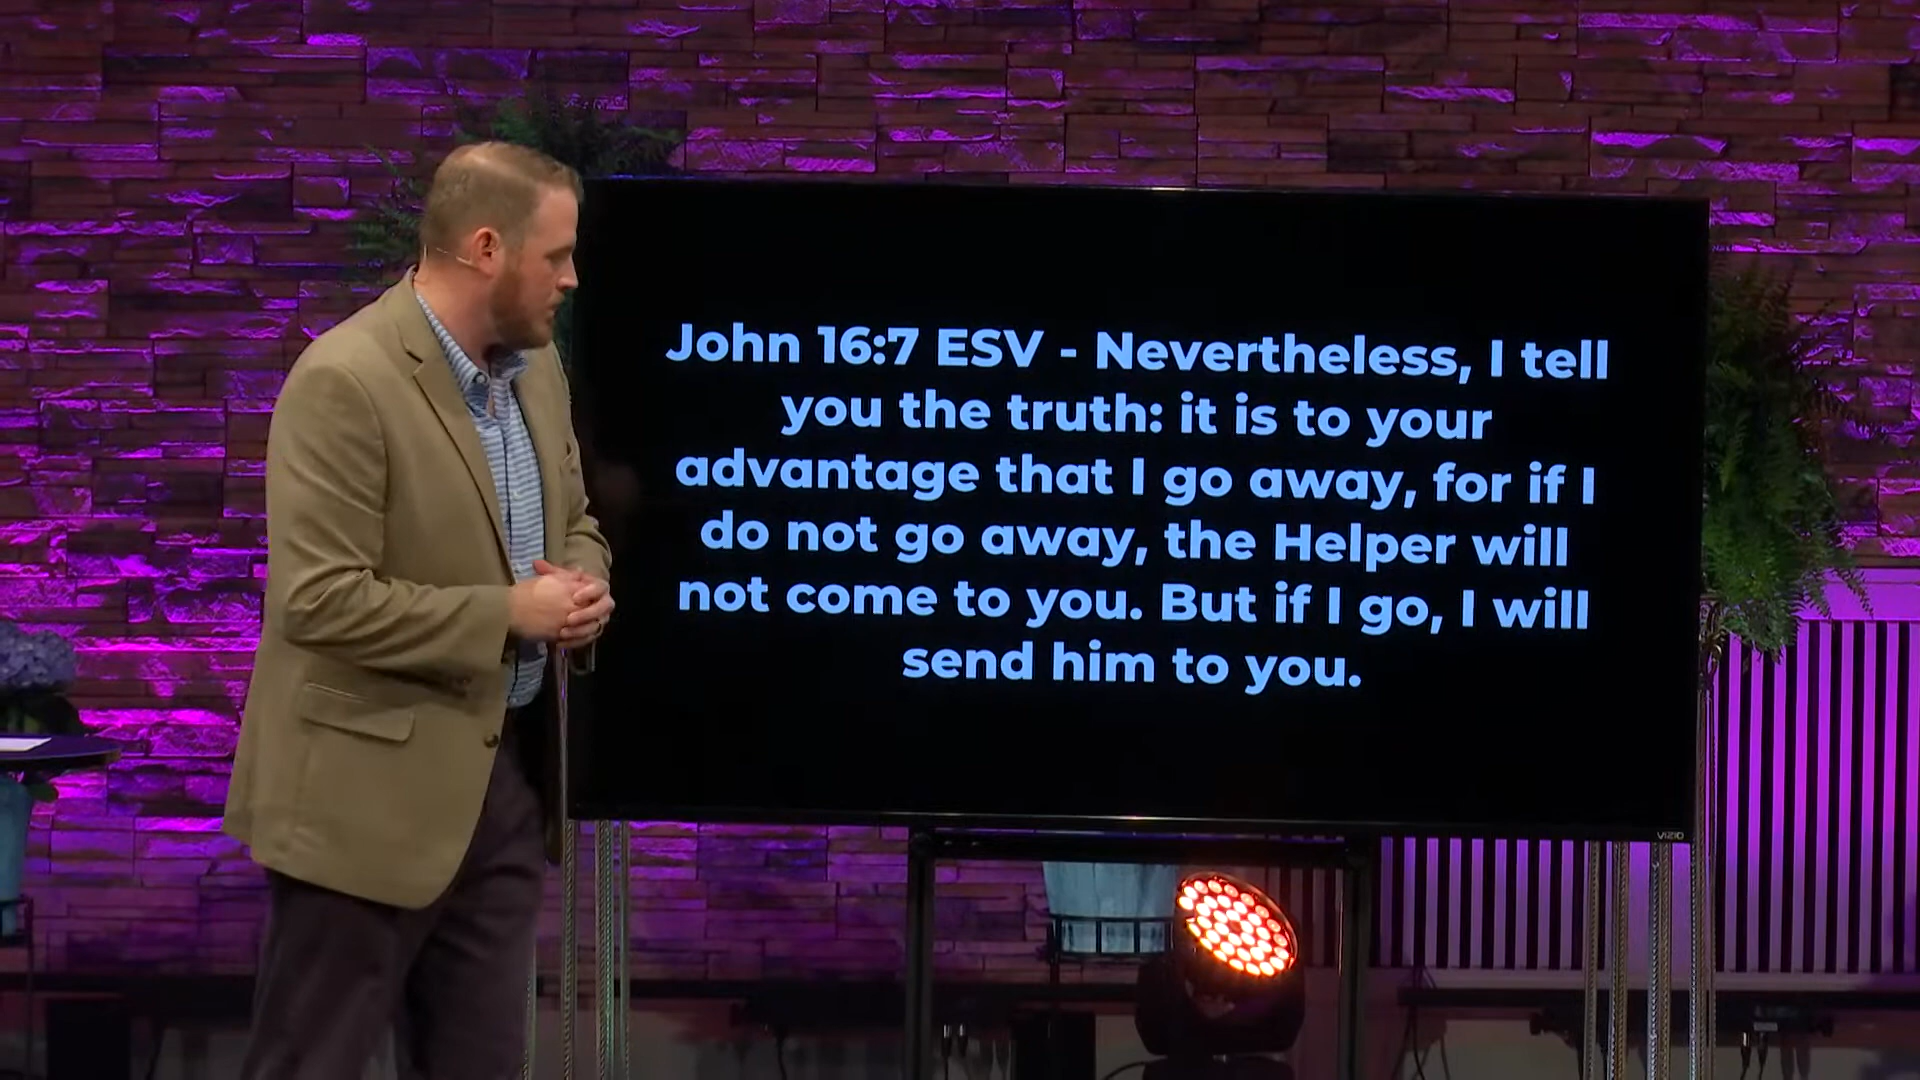 John 16:7 ESV - Nevertheless, I tell
you the truth: it is to your
advantage that I go away, for if I
do not go away, the Helper will
not come to you. But if I go, I will
send him to you.
VIZIO